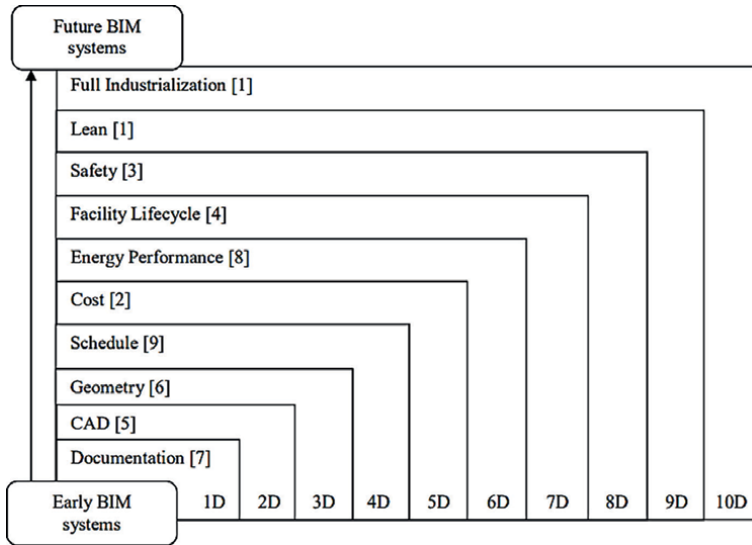 Future BIM
systems
Full Industrialization [1]
Lean [1]
Safety [3]
Facility Lifecycle [4]
Energy Performance [8]
Cost [2]
Schedule [9]
Geometry [6]
CAD [5]
Documentation [7]
Early BIM
systems
1D 2D 3D 4D 5D 6D 7D 8D 9D 10D